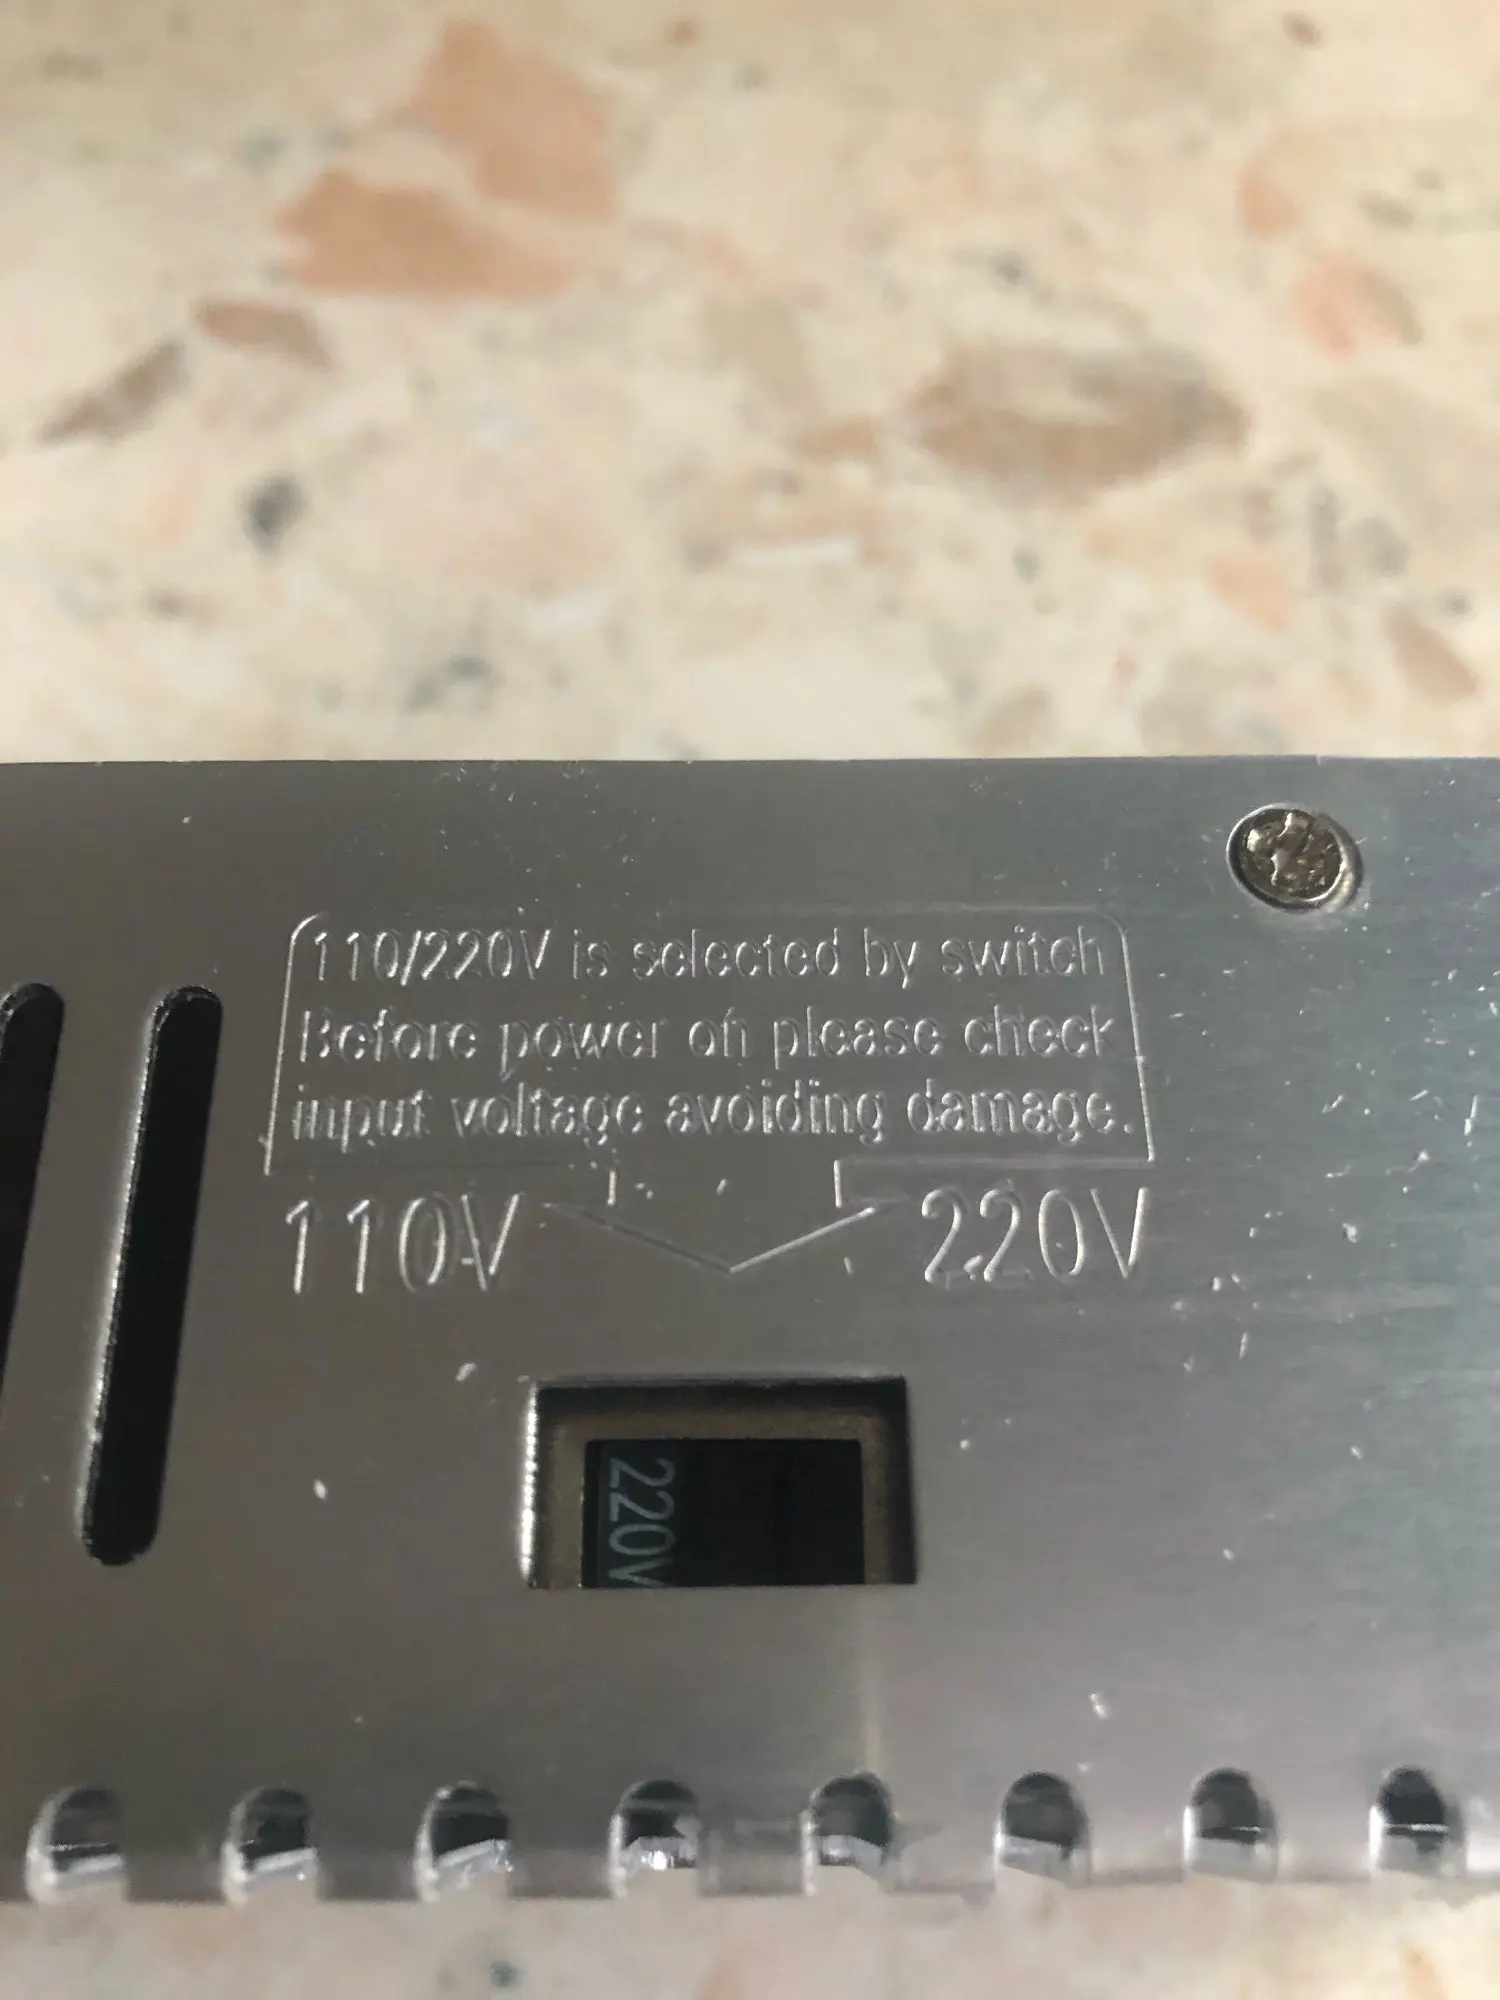 110/220V is selected by switch
Before power on please check
input voltage avoiding damage.
110V 220V
220V